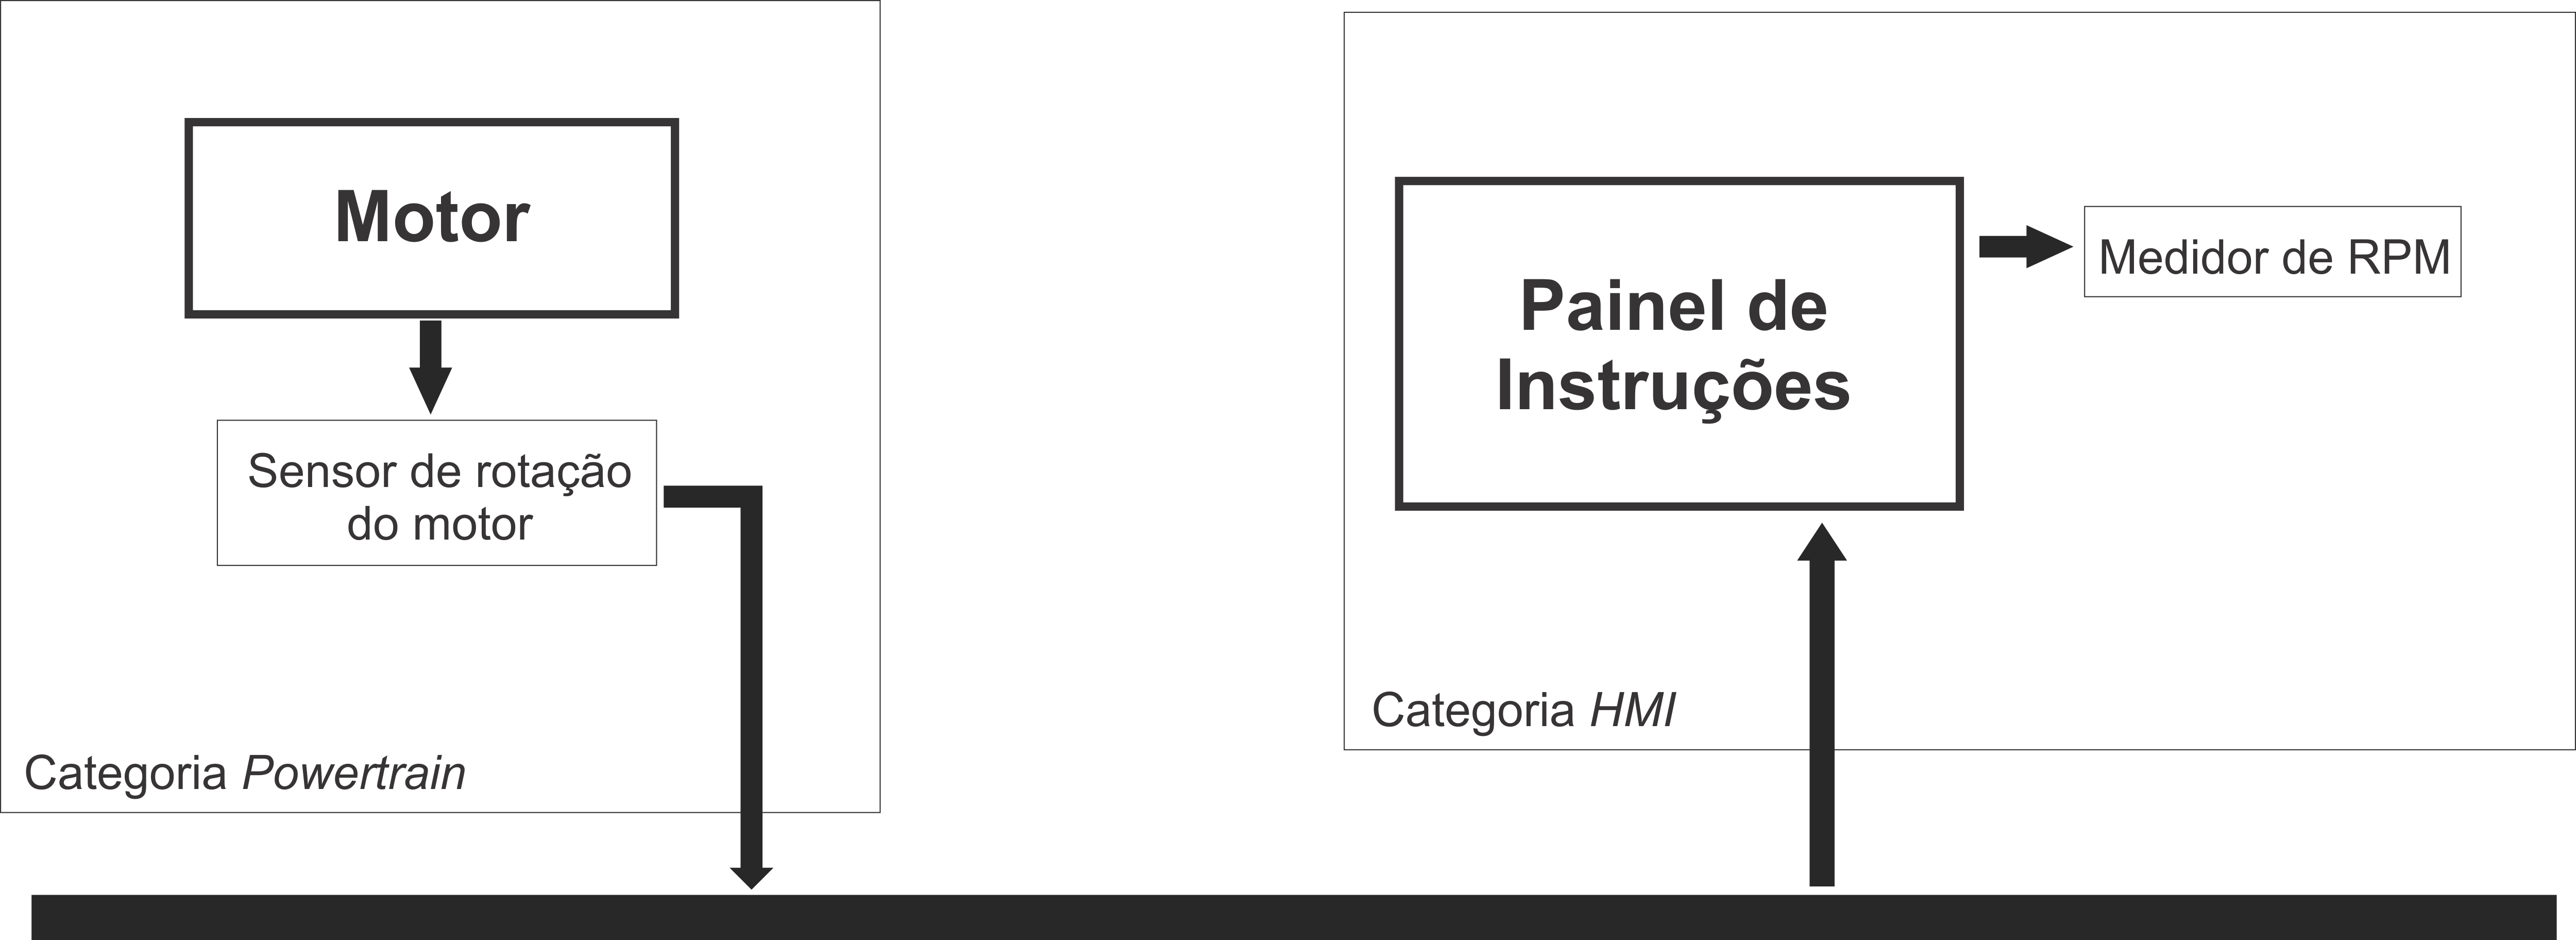 Motor
Sensor de rotação
do motor
Categoria Powertrain
Painel de
Instruções
Medidor de RPM
Categoria HMI